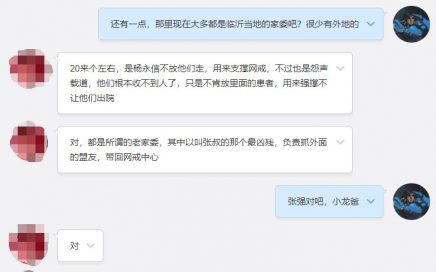 还有一点，那里现在大多都是临沂当地的家委吧？很少有外地的
20来个左右，是杨永信不放他们走，用来支撑网戒，不过也是怨声
载道，他们根本收不到人了，只是不肯放里面的患者，用来强撑不
让他们出院
对，都是所谓的老家委，其中以叫张叔的那个最凶残，负责抓外面
的盟友，带回网戒中心
张强对吧，小龙爸
对